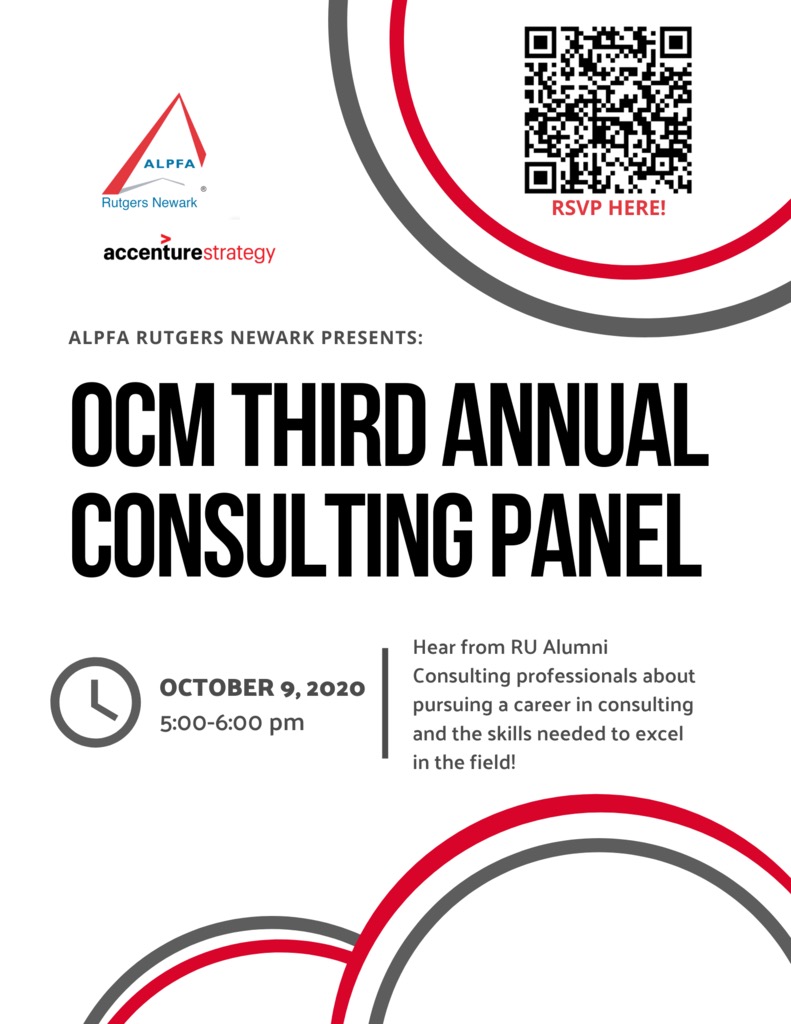 ALPFA
®
Rutgers Newark
accenturestrategy
RSVP HERE!
ALPFA RUTGERS NEWARK PRESENTS:
OCM THIRD ANNUAL
CONSULTING PANEL
OCTOBER 9, 2020
5:00-6:00 pm
Hear from RU Alumni
Consulting professionals about
pursuing a career in consulting
and the skills needed to excel
in the field!